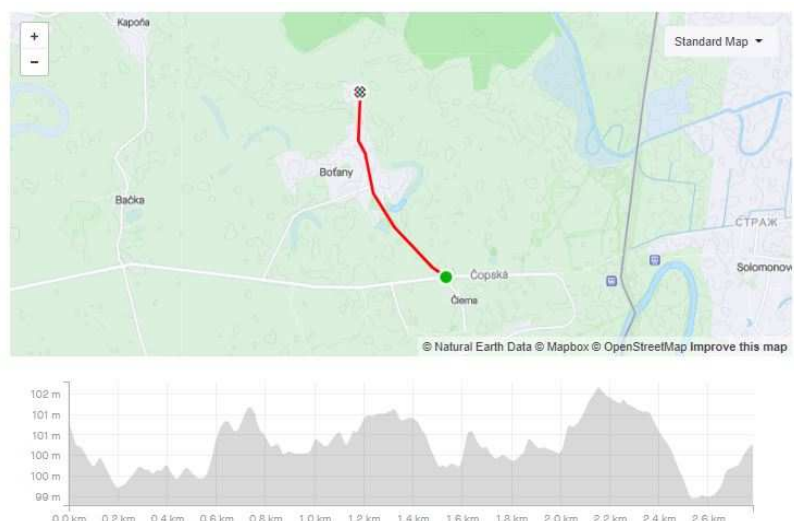 Kapoňa
+
−
Standard Map
Boťany
Bačka
СТРАЖ
Čopská
Solomonov
Čierna
© Natural Earth Data © Mapbox © OpenStreetMap Improve this map
102 m
101 m
101 m
100 m
100 m
99 m
0.0 km 0.2 km 0.4 km 0.6 km 0.8 km 1.0 km 1.2 km 1.4 km 1.6 km 1.8 km 2.0 km 2.2 km 2.4 km 2.6 km